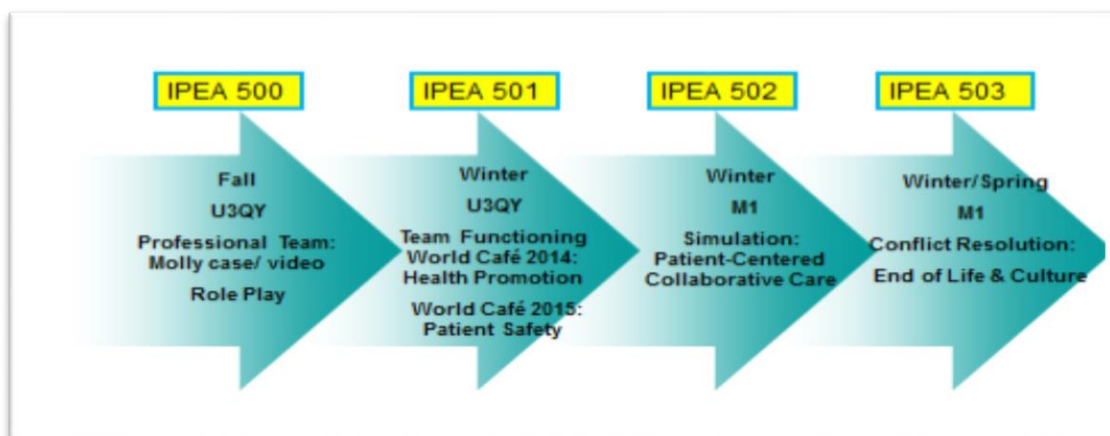 IPEA 500
Fall
U3QY
Professional Team:
Molly case/ video
Role Play
IPEA 501
Winter
U3QY
Team Functioning
World Café 2014:
Health Promotion
World Café 2015:
Patient Safety
IPEA 502
Winter
M1
Simulation:
Patient-Centered
Collaborative Care
IPEA 503
Winter/Spring
M1
Conflict Resolution:
End of Life & Culture